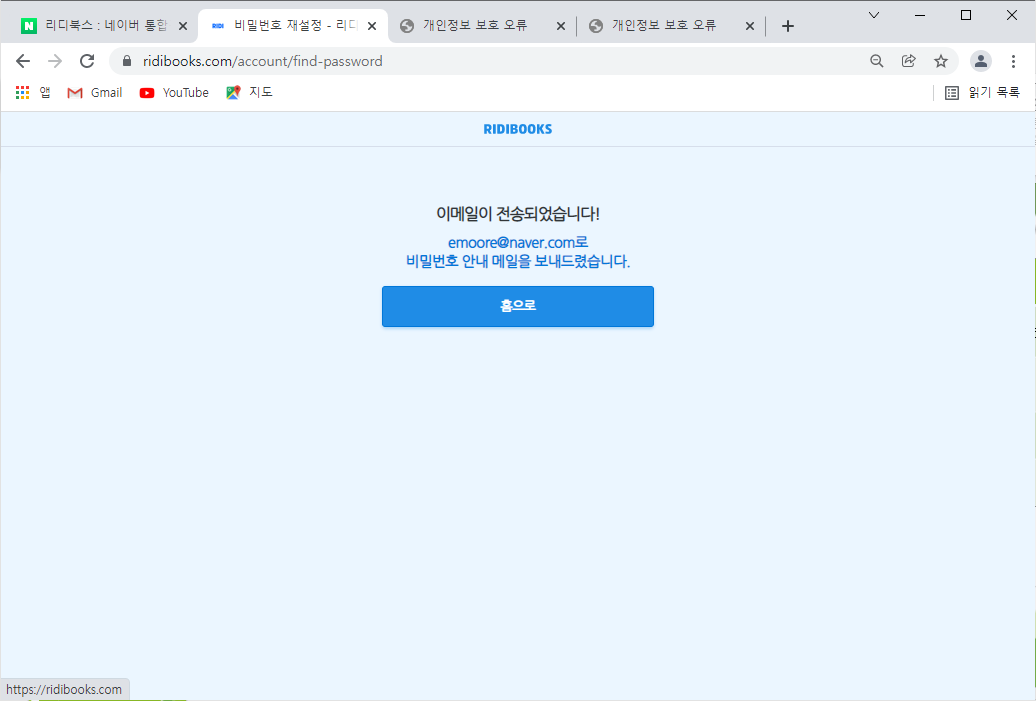 리디북스 : 네이버 통합
비밀번호 재설정 - 리디
개인정보 보호 오류
개인정보 보호 오류
ridibooks.com/account/find-password
앱
Gmail
YouTube
지도
읽기 목록
RIDIBOOKS
이메일이 전송되었습니다!
emoore@naver.com로
비밀번호 안내 메일을 보내드렸습니다.
홈으로
https://ridibooks.com